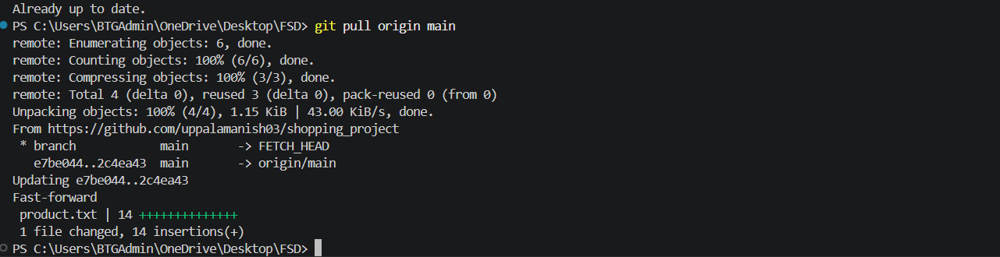 Already up to date.
PS C:\Users\BTGAdmin\OneDrive\Desktop\FSD> git pull origin main
remote: Enumerating objects: 6, done.
remote: Counting objects: 100% (6/6), done.
remote: Compressing objects: 100% (3/3), done.
remote: Total 4 (delta 0), reused 3 (delta 0), pack-reused 0 (from 0)
Unpacking objects: 100% (4/4), 1.15 KiB | 43.00 KiB/s, done.
From https://github.com/uppalamanish03/shopping_project
 * branch            main       -> FETCH_HEAD
   e7be044..2c4ea43  main       -> origin/main
Updating e7be044..2c4ea43
Fast-forward
 product.txt | 14 ++++++++++++++
 1 file changed, 14 insertions(+)
PS C:\Users\BTGAdmin\OneDrive\Desktop\FSD>